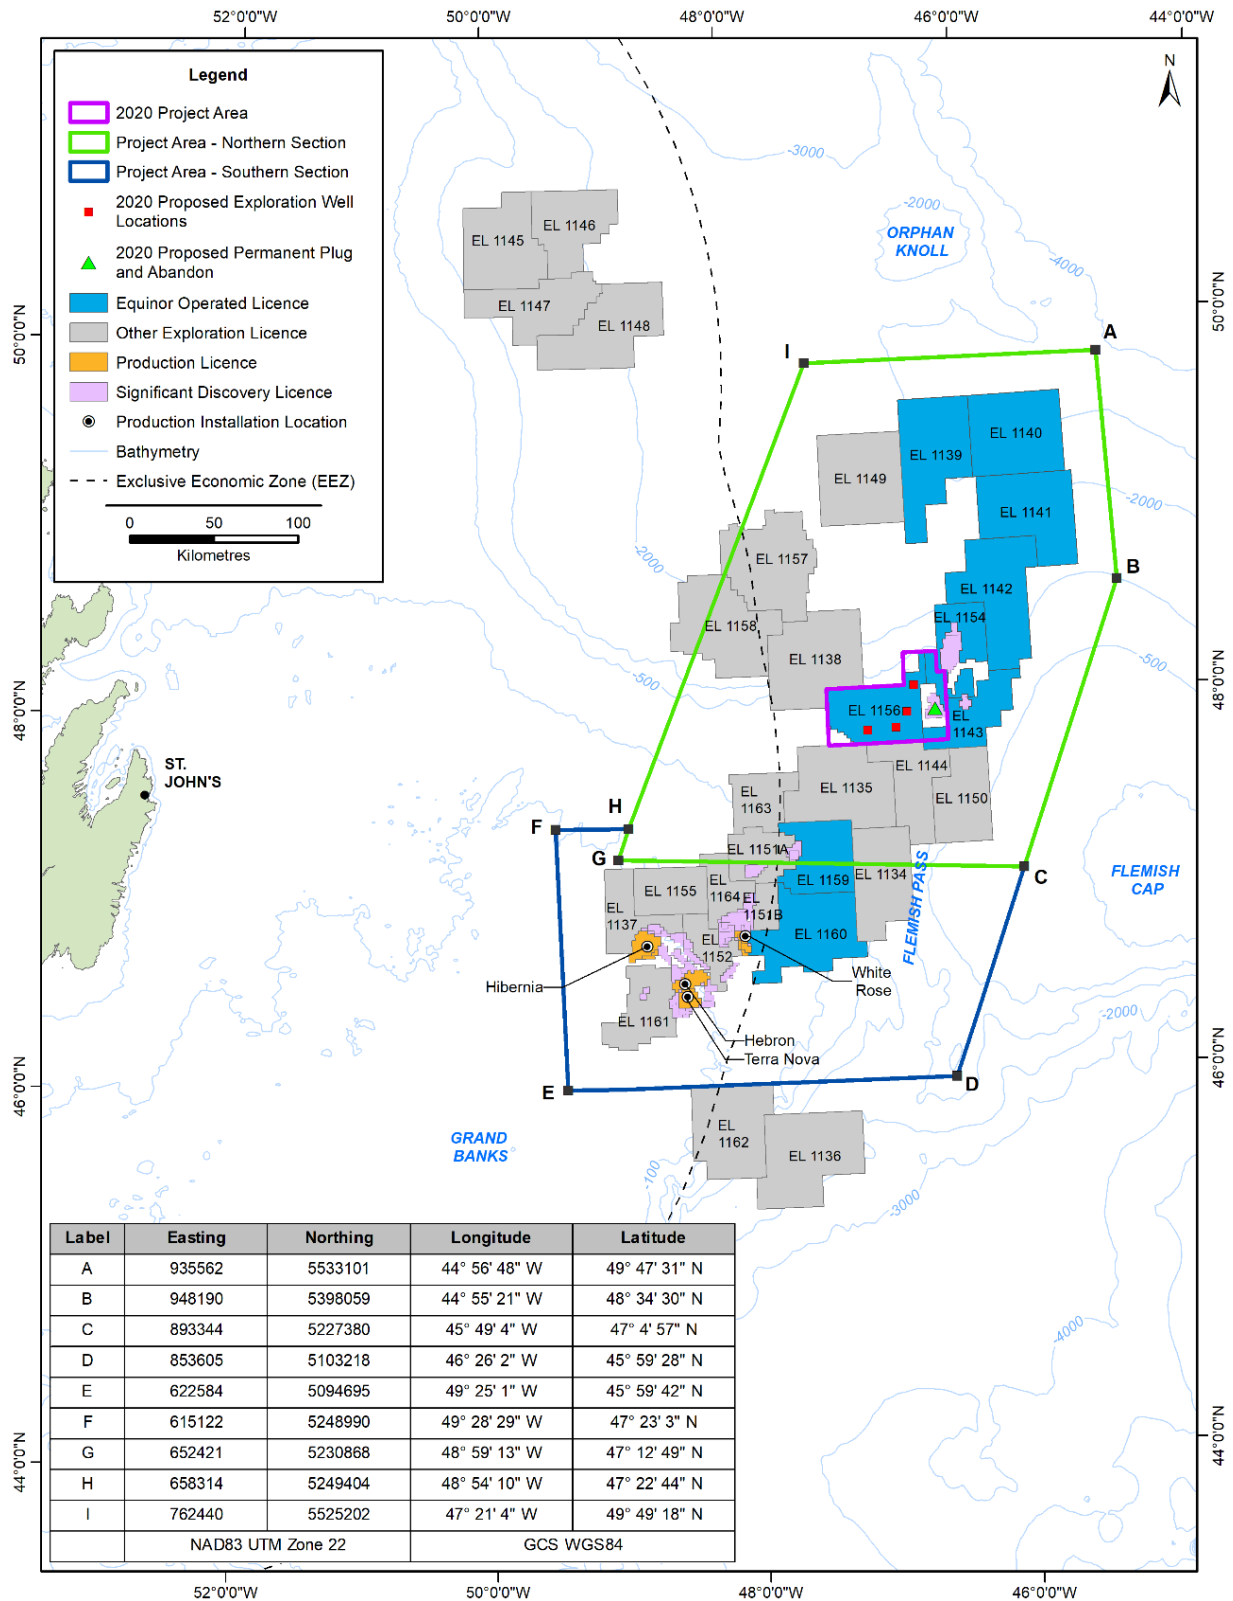 52°0'0"W 50°0'0"W 48°0'0"W 46°0'0"W 44°0'0"W
Legend
2020 Project Area
Project Area - Northern Section
Project Area - Southern Section
2020 Proposed Exploration Well
Locations
2020 Proposed Permanent Plug
and Abandon
Equinor Operated Licence
Other Exploration Licence
Production Licence
Significant Discovery Licence
Production Installation Location
Bathymetry
Exclusive Economic Zone (EEZ)
0 50 100
Kilometres
N
-3000
-2000
ORPHAN
KNOLL
-4000
EL 1145
EL 1146
EL 1147
EL 1148
50°0'0"N
50°0'0"N
I
A
EL 1139
EL 1140
EL 1149
EL 1141
-2000
-2000
EL 1157
B
EL 1142
EL 1154
EL 1158
EL 1138
-500
-500
48°0'0"N
48°0'0"N
EL 1156
EL
1143
ST.
JOHN'S
EL 1144
EL 1135
EL
1163
EL 1150
F
H
G
C
EL 1151A
EL 1134
EL 1159
EL 1155
EL
1164
EL
1151B
EL
1137
EL 1160
EL
1152
FLEMISH PASS
FLEMISH
CAP
Hibernia
White
Rose
EL 1161
Hebron
Terra Nova
-2000
46°0'0"N
46°0'0"N
E
D
GRAND
BANKS
EL
1162
EL 1136
-100
-3000
-4000
44°0'0"N
44°0'0"N
Label Easting Northing Longitude Latitude
A 935562 5533101 44° 56' 48" W 49° 47' 31" N
B 948190 5398059 44° 55' 21" W 48° 34' 30" N
C 893344 5227380 45° 49' 4" W 47° 4' 57" N
D 853605 5103218 46° 26' 2" W 45° 59' 28" N
E 622584 5094695 49° 25' 1" W 45° 59' 42" N
F 615122 5248990 49° 28' 29" W 47° 23' 3" N
G 652421 5230868 48° 59' 13" W 47° 12' 49" N
H 658314 5249404 48° 54' 10" W 47° 22' 44" N
I 762440 5525202 47° 21' 4" W 49° 49' 18" N
NAD83 UTM Zone 22 GCS WGS84
52°0'0"W 50°0'0"W 48°0'0"W 46°0'0"W